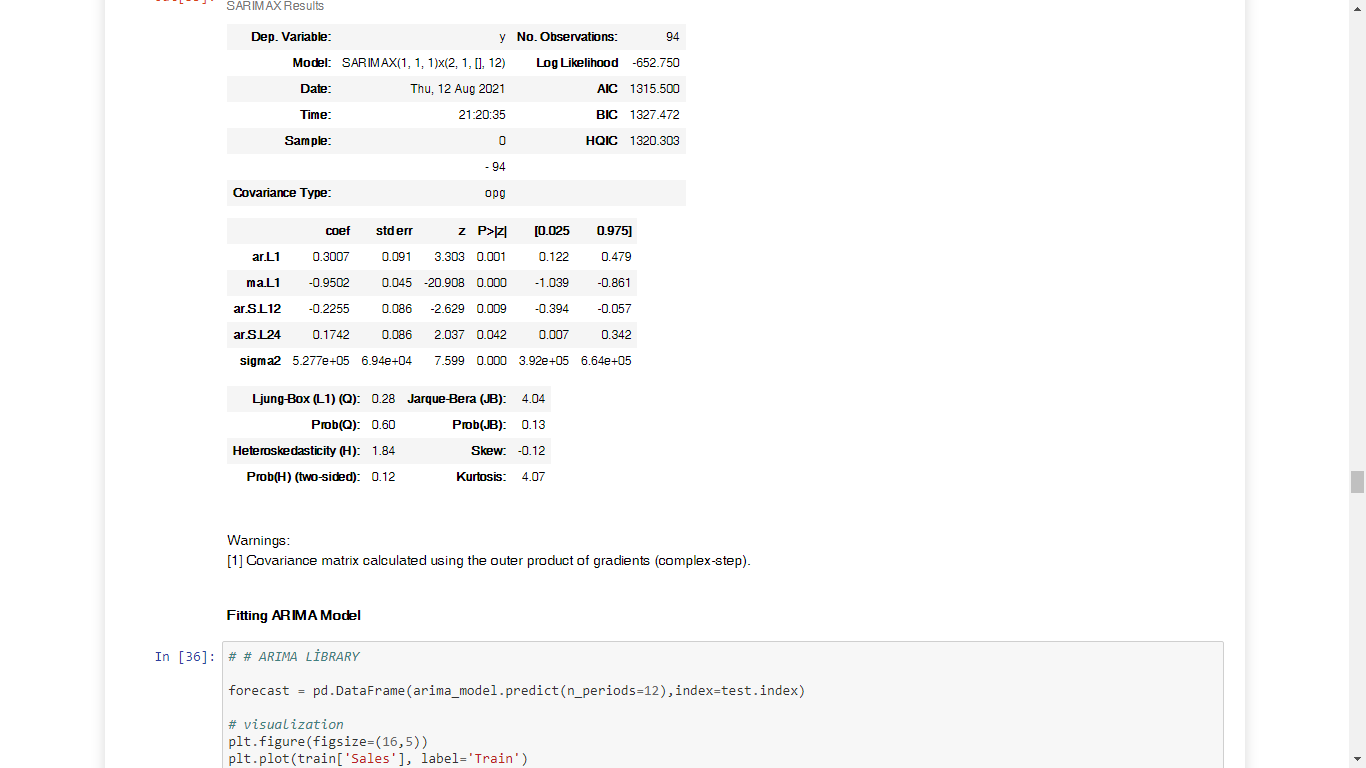 SARIMAX Results
Dep. Variable: y No. Observations: 94
Model: SARIMAX(1, 1, 1)x(2, 1, [], 12) Log Likelihood -652.750
Date: Thu, 12 Aug 2021 AIC 1315.500
Time: 21:20:35 BIC 1327.472
Sample: 0 HQIC 1320.303
- 94
Covariance Type: opg
coef std err z P>|z| [0.025 0.975]
ar.L1 0.3007 0.091 3.303 0.001 0.122 0.479
ma.L1 -0.9502 0.045 -20.908 0.000 -1.039 -0.861
ar.S.L12 -0.2255 0.086 -2.629 0.009 -0.394 -0.057
ar.S.L24 0.1742 0.086 2.037 0.042 0.007 0.342
sigma2 5.277e+05 6.94e+04 7.599 0.000 3.92e+05 6.64e+05
Ljung-Box (L1) (Q): 0.28 Jarque-Bera (JB): 4.04
Prob(Q): 0.60 Prob(JB): 0.13
Heteroskedasticity (H): 1.84 Skew: -0.12
Prob(H) (two-sided): 0.12 Kurtosis: 4.07
Warnings:
[1] Covariance matrix calculated using the outer product of gradients (complex-step).
Fitting ARIMA Model
In [36]: # # ARIMA LİBRARY
forecast = pd.DataFrame(arima_model.predict(n_periods=12),index=test.index)
# visualization
plt.figure(figsize=(16,5))
plt.plot(train['Sales'], label='Train')